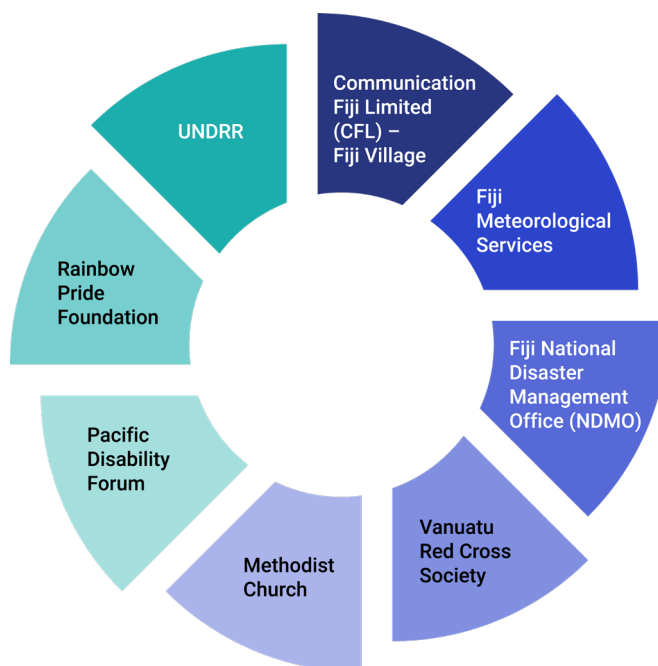 Communication
Fiji Limited
(CFL) –
Fiji Village
Fiji
Meteorological
Services
Fiji National
Disaster
Management
Office (NDMO)
Vanuatu
Red Cross
Society
Methodist
Church
Pacific
Disability
Forum
Rainbow
Pride
Foundation
UNDRR